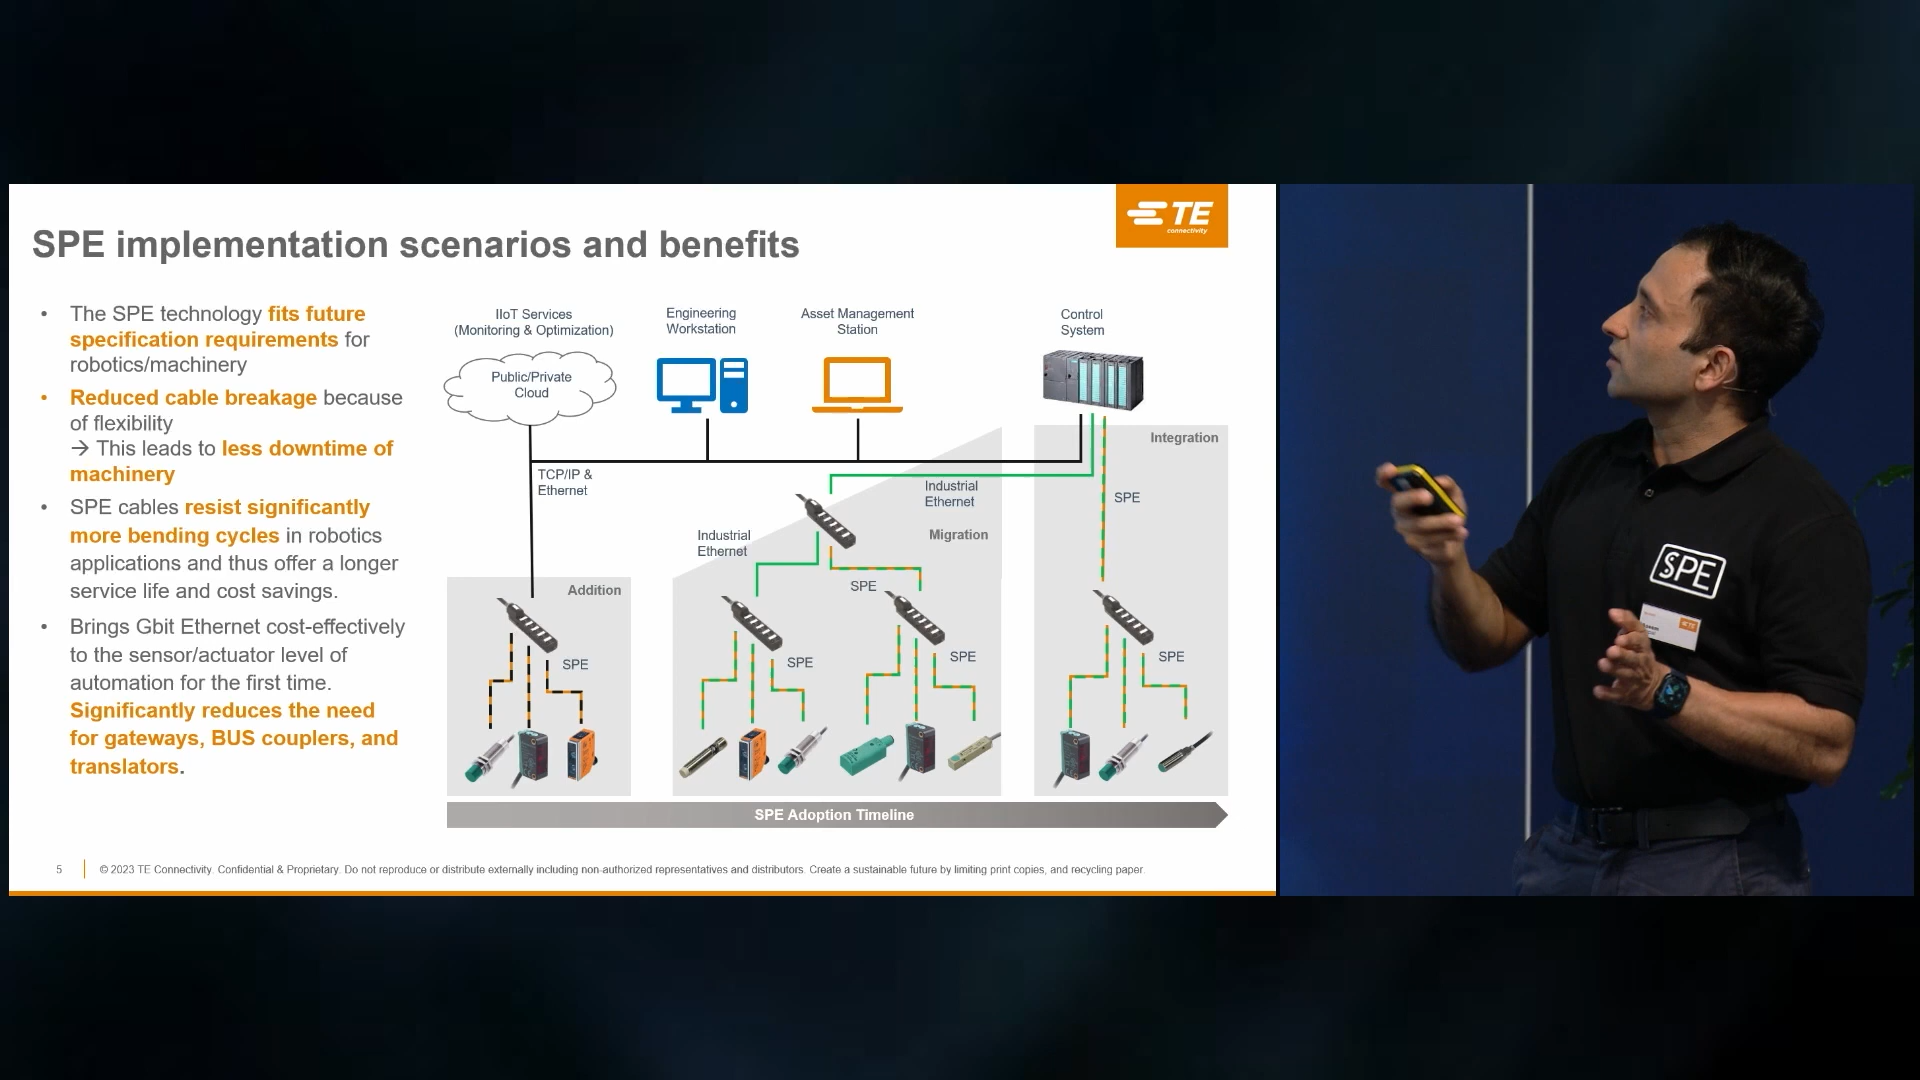 TE
connectivity
SPE implementation scenarios and benefits
• The SPE technology fits future
specification requirements for
robotics/machinery
• Reduced cable breakage because
of flexibility
→ This leads to less downtime of
machinery
• SPE cables resist significantly
more bending cycles in robotics
applications and thus offer a longer
service life and cost savings.
• Brings Gbit Ethernet cost-effectively
to the sensor/actuator level of
automation for the first time.
Significantly reduces the need
for gateways, BUS couplers, and
translators.
IIoT Services
(Monitoring & Optimization)
Public/Private
Cloud
Engineering
Workstation
Asset Management
Station
Control
System
TCP/IP &
Ethernet
Industrial
Ethernet
Industrial
Ethernet
Integration
SPE
Migration
SPE
Addition
SPE
SPE
SPE
SPE
SPE Adoption Timeline
5
© 2023 TE Connectivity. Confidential & Proprietary. Do not reproduce or distribute externally including non-authorized representatives and distributors. Create a sustainable future by limiting print copies, and recycling paper.
SPE
TE